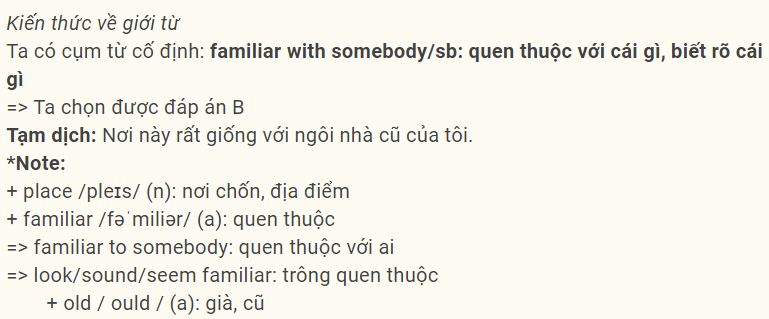 Kiến thức về giới từ
Ta có cụm từ cố định: familiar with somebody/sb: quen thuộc với cái gì, biết rõ cái
gì
=> Ta chọn được đáp án B
Tạm dịch: Nơi này rất giống với ngôi nhà cũ của tôi.
*Note:
+ place /pleɪs/ (n): nơi chốn, địa điểm
+ familiar /fəˈmiliər/ (a): quen thuộc
=> familiar to somebody: quen thuộc với ai
=> look/sound/seem familiar: trông quen thuộc
+ old / ould / (a): già, cũ